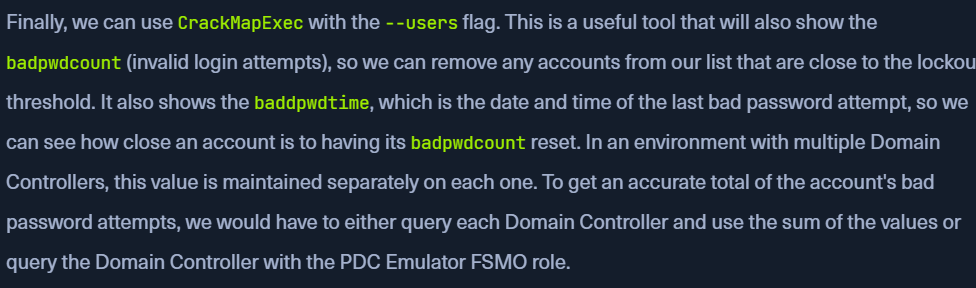 Finally, we can use CrackMapExec with the --users flag. This is a useful tool that will also show the
badpwdcount (invalid login attempts), so we can remove any accounts from our list that are close to the lockou
threshold. It also shows the baddpwdtime, which is the date and time of the last bad password attempt, so we
can see how close an account is to having its badpwdcount reset. In an environment with multiple Domain
Controllers, this value is maintained separately on each one. To get an accurate total of the account's bad
password attempts, we would have to either query each Domain Controller and use the sum of the values or
query the Domain Controller with the PDC Emulator FSMO role.